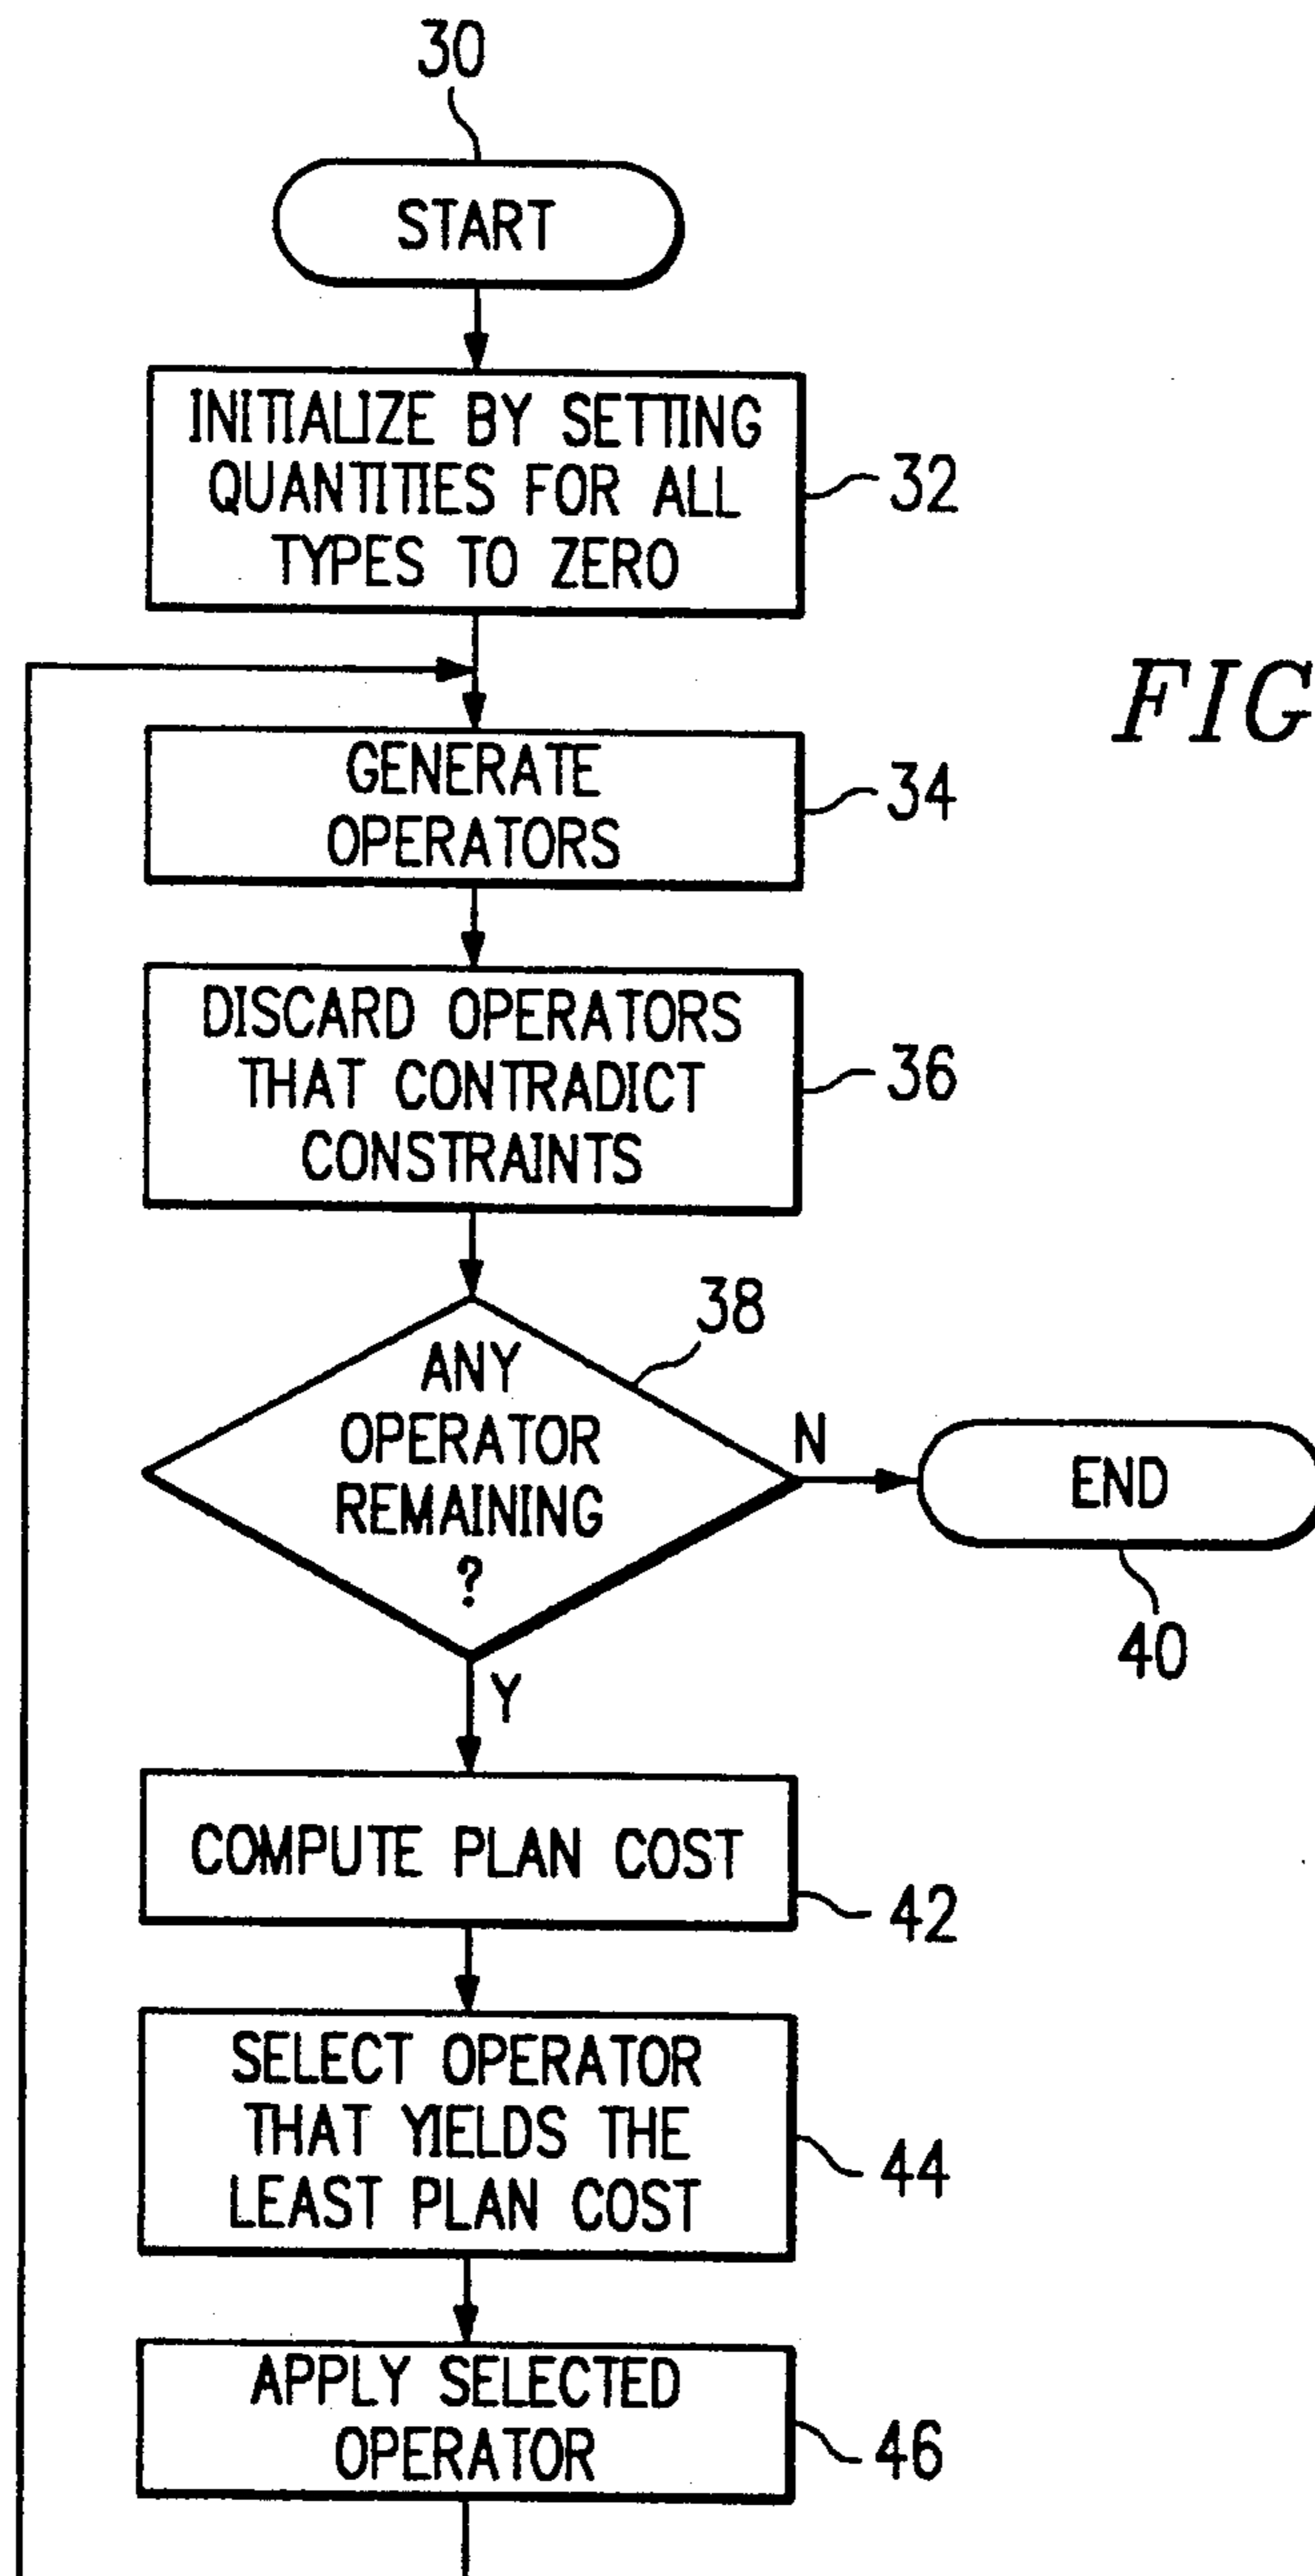 30
START
INITIALIZE BY SETTING
QUANTITIES FOR ALL
TYPES TO ZERO
32
FIG
GENERATE
OPERATORS
34
DISCARD OPERATORS
THAT CONTRADICT
CONSTRAINTS
36
38
ANY
OPERATOR
REMAINING
?
N
END
40
Y
COMPUTE PLAN COST
42
SELECT OPERATOR
THAT YIELDS THE
LEAST PLAN COST
44
APPLY SELECTED
OPERATOR
46